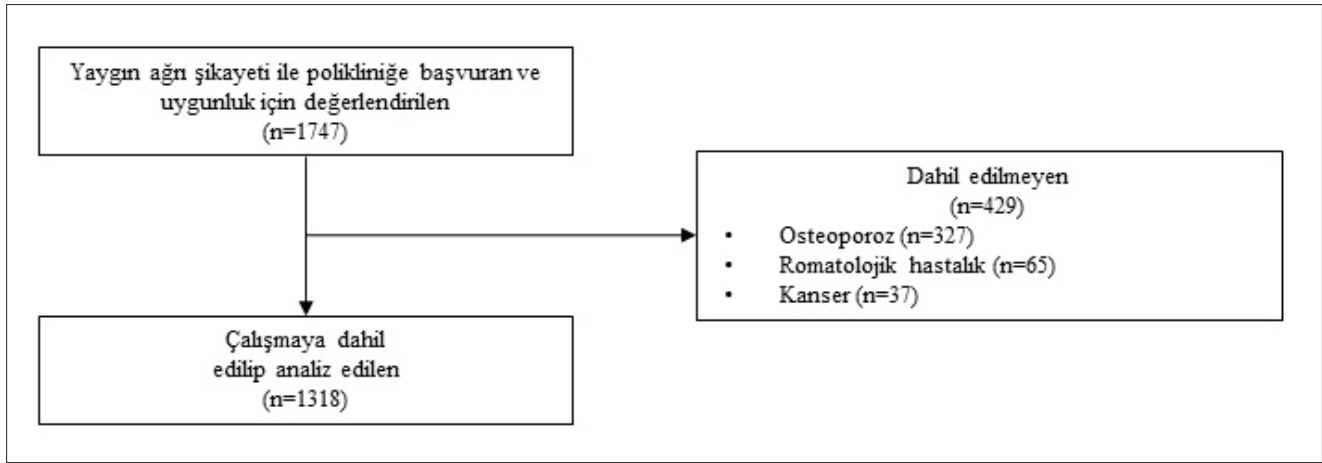 Yaygın ağrı şikayeti ile polikliniğe başvuran ve
uygunluk için değerlendirilen
(n=1747)
Dahil edilmeyen
(n=429)
• Osteoporoz (n=327)
• Romatolojik hastalık (n=65)
• Kanser (n=37)
Çalışmaya dahil
edilip analiz edilen
(n=1318)